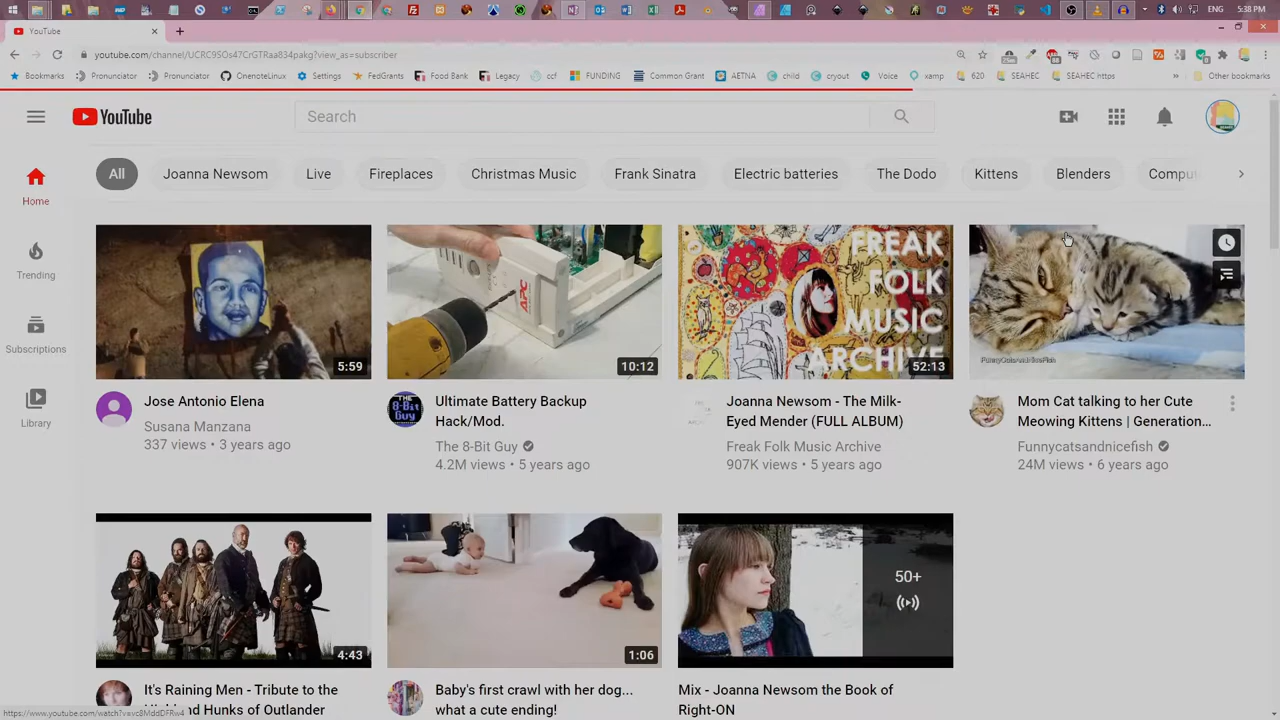 5:38 PM
YouTube
youtube.com/channel/UCRC9SOs47CrGTRaa834pakg?view_as=subscriber
Bookmarks Pronunciator Pronunciator OnenoteLinux Settings FedGrants Food Bank Legacy ccf FUNDING Common Grant AETNA child cryout Voice xamp 620 SEAHEC SEAHEC https » Other bookmarks
YouTube
Search
All Joanna Newsom Live Fireplaces Christmas Music Frank Sinatra Electric batteries The Dodo Kittens Blenders Compu
Home
Trending
Subscriptions
Library
5:59
Jose Antonio Elena
Susana Manzana
337 views • 3 years ago
APC
10:12
THE 8-Bit GUY
Ultimate Battery Backup
Hack/Mod.
The 8-Bit Guy
4.2M views • 5 years ago
FREAK
FOLK
MUSIC
ARCHIVE
52:13
Joanna Newsom - The Milk-
Eyed Mender (FULL ALBUM)
Freak Folk Music Archive
907K views • 5 years ago
FunnyCatsandNiceFish
Mom Cat talking to her Cute
Meowing Kittens | Generation...
Funnycatsandnicefish
24M views • 6 years ago
4:43
It's Raining Men - Tribute to the
Highland Hunks of Outlander
1:06
Baby's first crawl with her dog...
what a cute ending!
50+
Mix - Joanna Newsom the Book of
Right-ON